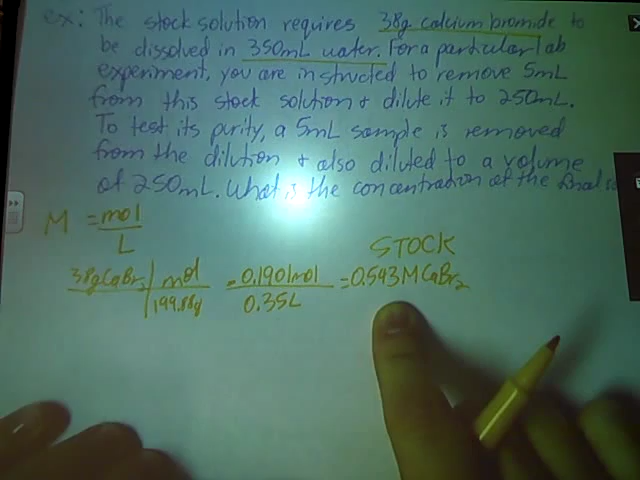 ex: The stock solution requires 38g calcium bromide to
be dissolved in 350mL water. For a particular lab
experiment, you are instructed to remove 5mL
from this stock solution + dilute it to 250mL.
To test its purity, a 5mL sample is removed
from the dilution + also diluted to a volume
of 250mL. What is the concentration of the final
M = mol
L
STOCK
38g CaBr2 | mol = 0.1901mol = 0.543M CaBr2
199.88g 0.35L